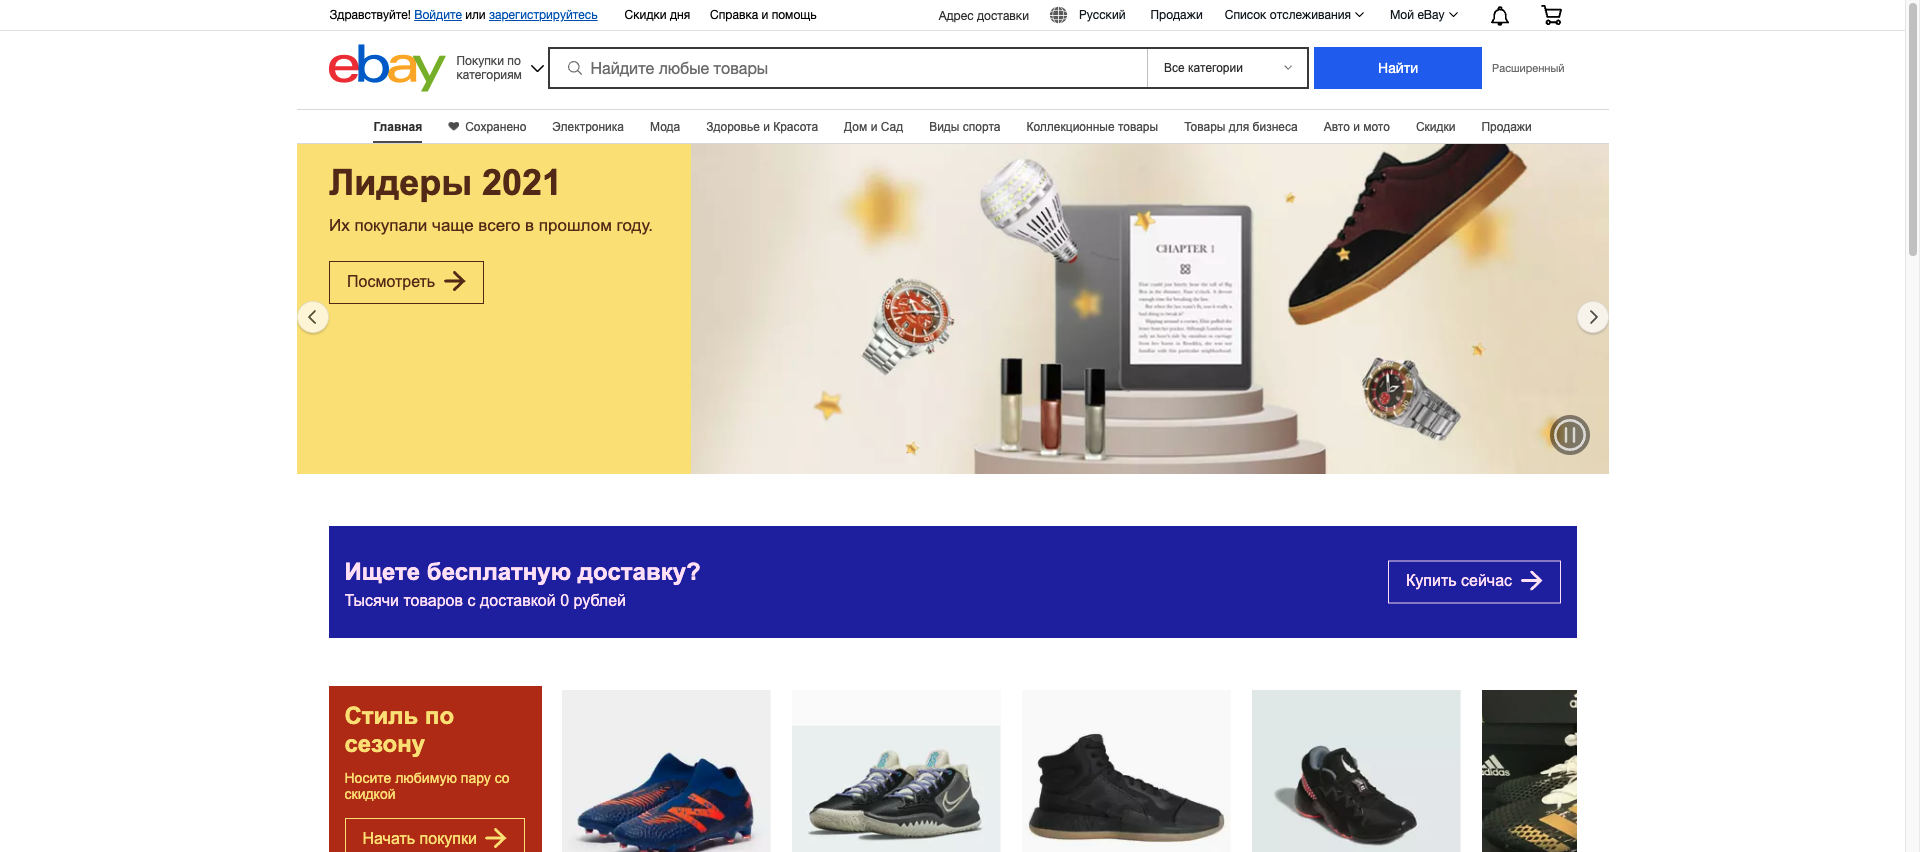 Здравствуйте! Войдите или зарегистрируйтесь Скидки дня Справка и помощь Адрес доставки Русский Продажи Список отслеживания Мой eBay
ebay Покупки по категориям Найдите любые товары Все категории Найти Расширенный
Главная Сохранено Электроника Мода Здоровье и Красота Дом и Сад Виды спорта Коллекционные товары Товары для бизнеса Авто и мото Скидки Продажи
Лидеры 2021
Их покупали чаще всего в прошлом году.
Посмотреть
CHAPTER 1
Ищете бесплатную доставку?
Тысячи товаров с доставкой 0 рублей
Купить сейчас
Стиль по
сезону
Носите любимую пару со
скидкой
Начать покупки
adidas